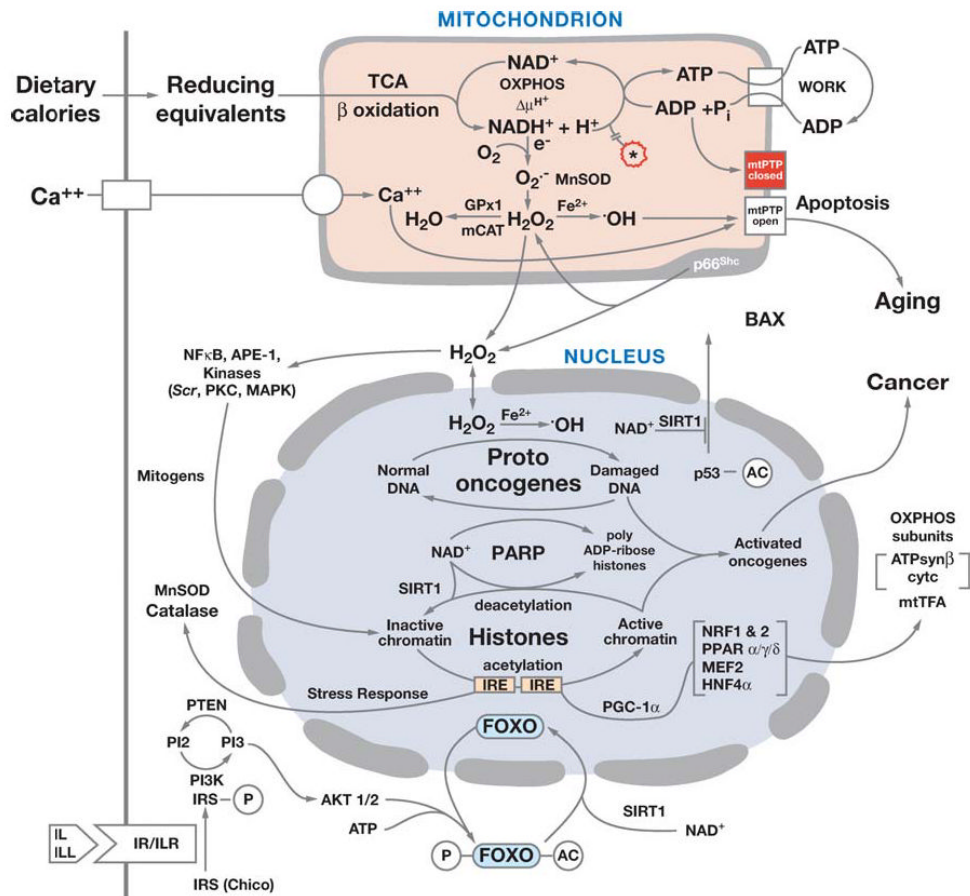 MITOCHONDRION
Dietary
calories
Reducing
equivalents
TCA
β oxidation
NAD⁺
OXPHOS
Δμᴴ⁺
NADH⁺ + H⁺
e⁻
O₂
O₂·⁻
MnSOD
*
ATP
ADP +Pᵢ
ATP
WORK
ADP
mtPTP
closed
Ca⁺⁺
Ca⁺⁺
H₂O
GPx1
mCAT
H₂O₂
Fe²⁺
·OH
mtPTP
open
Apoptosis
p66ˢʰᶜ
Aging
BAX
H₂O₂
NUCLEUS
NFκB, APE-1,
Kinases
(Scr, PKC, MAPK)
Cancer
H₂O₂
Fe²⁺
·OH
NAD⁺
SIRT1
p53
AC
Mitogens
Normal
DNA
Proto
oncogenes
Damaged
DNA
OXPHOS
subunits
ATPsynβ
cytc
mtTFA
NAD⁺
PARP
poly
ADP-ribose
histones
Activated
oncogenes
SIRT1
deacetylation
MnSOD
Catalase
Inactive
chromatin
Histones
Active
chromatin
acetylation
NRF1 & 2
PPAR α/γ/δ
MEF2
HNF4α
IRE
IRE
Stress Response
PGC-1α
PTEN
PI2
PI3
PI3K
FOXO
IRS
P
AKT 1/2
ATP
SIRT1
NAD⁺
P
FOXO
AC
IL
ILL
IR/ILR
IRS (Chico)